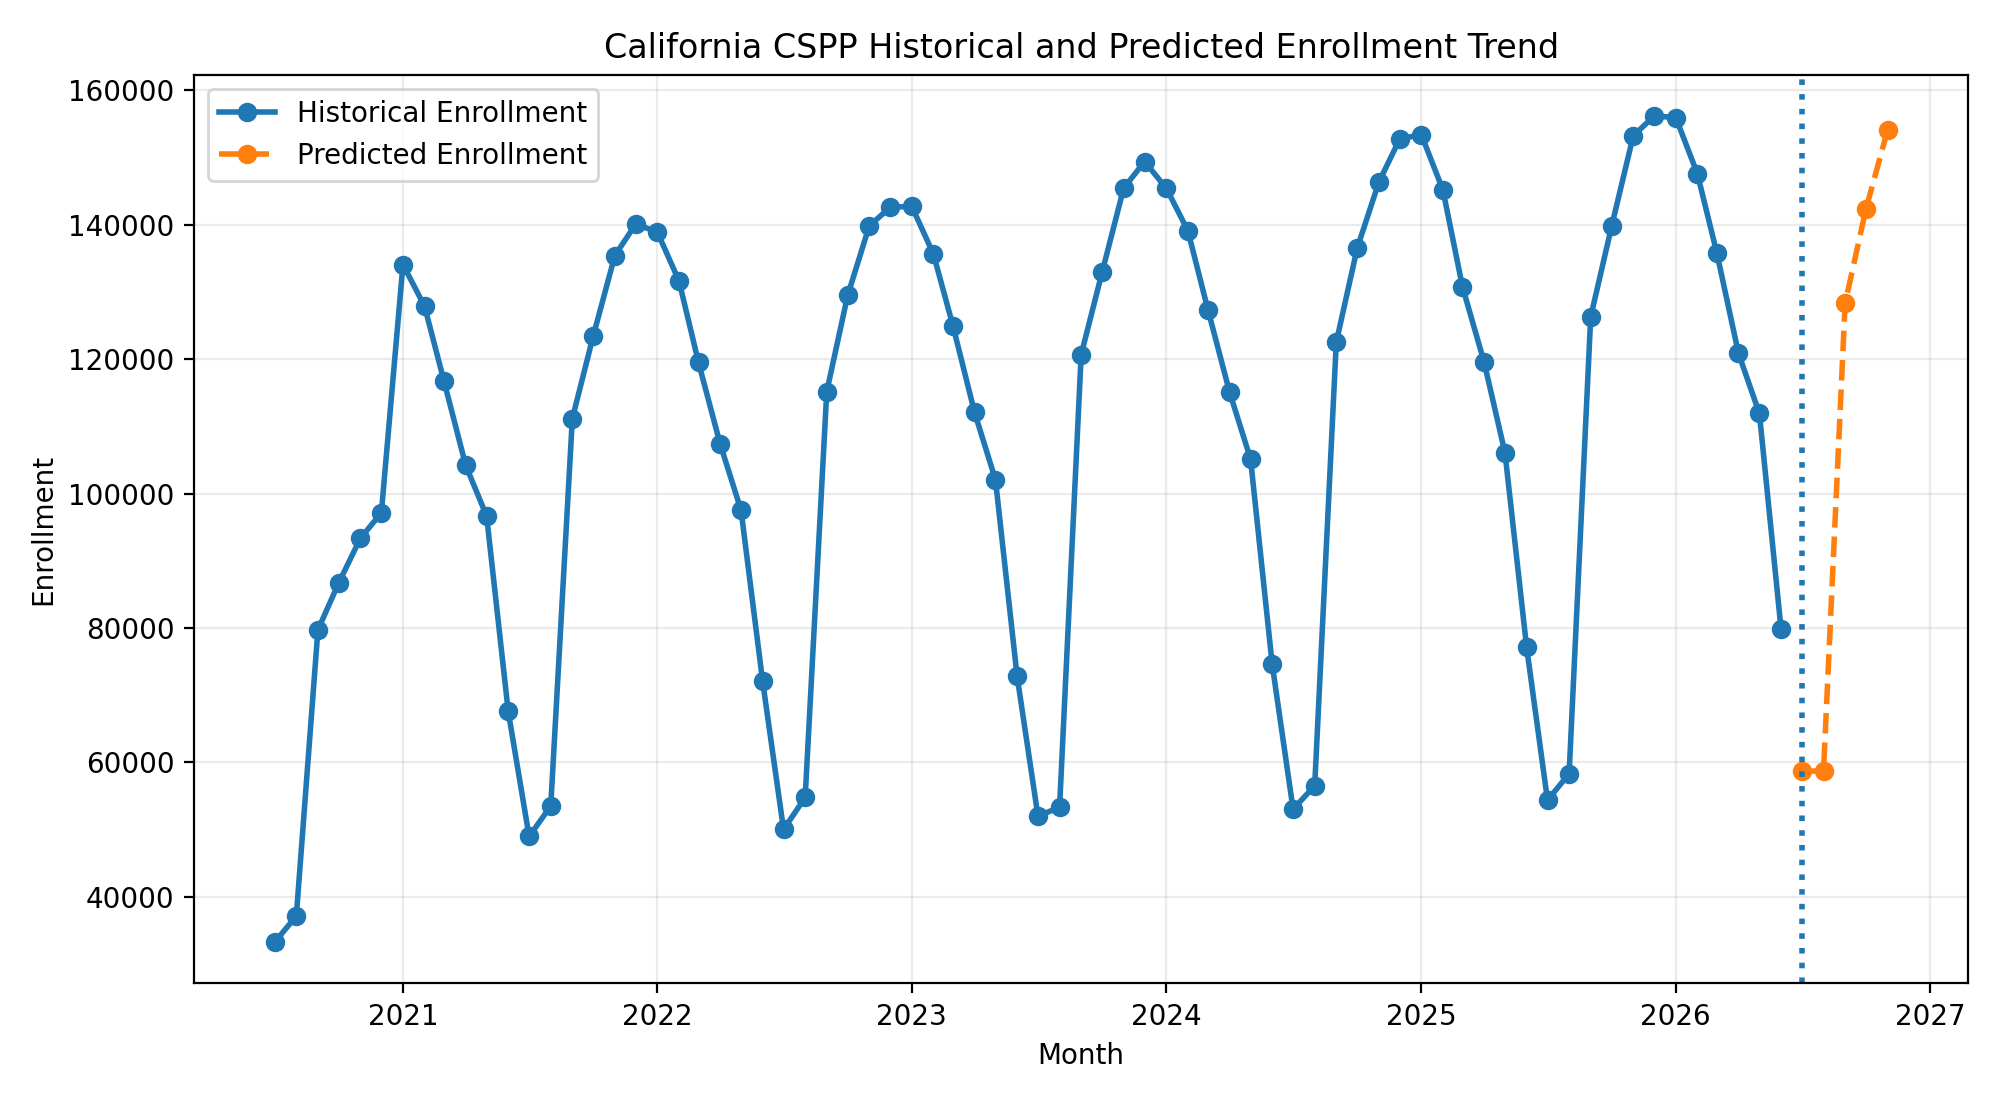 California CSPP Historical and Predicted Enrollment Trend
Historical Enrollment
Predicted Enrollment
160000
140000
120000
100000
80000
60000
40000
Enrollment
2021
2022
2023
2024
2025
2026
2027
Month